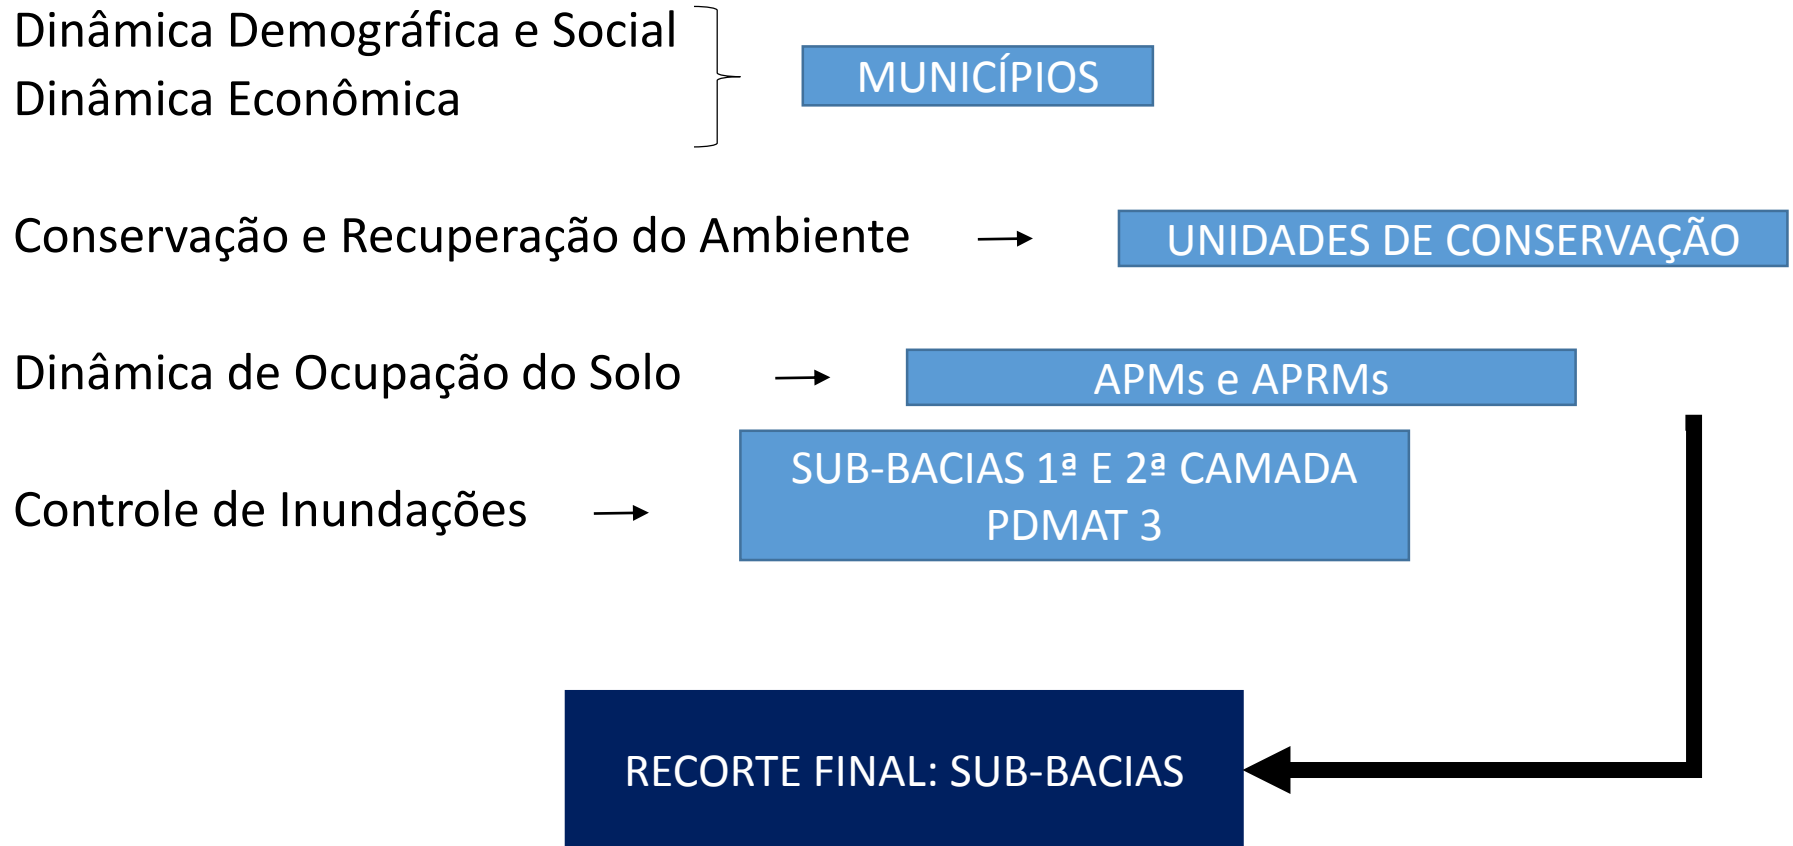 Dinâmica Demográfica e Social
Dinâmica Econômica
MUNICÍPIOS
Conservação e Recuperação do Ambiente
UNIDADES DE CONSERVAÇÃO
Dinâmica de Ocupação do Solo
APMs e APRMs
Controle de Inundações
SUB-BACIAS 1ª E 2ª CAMADA
PDMAT 3
RECORTE FINAL: SUB-BACIAS